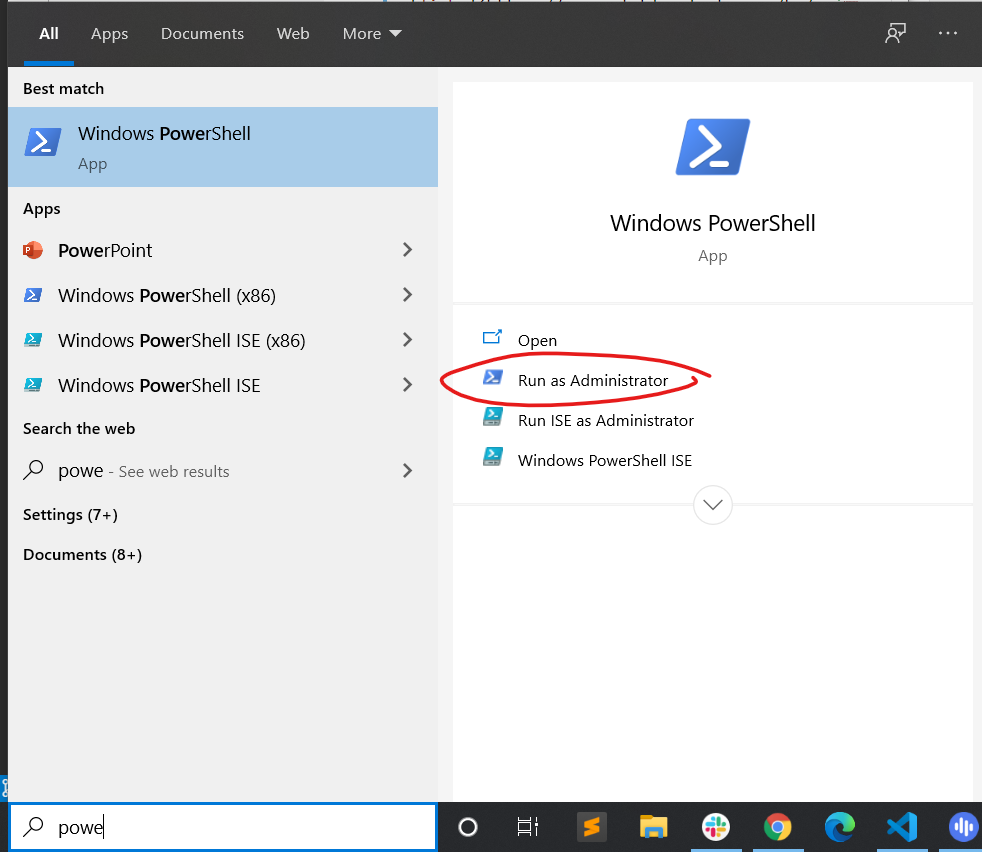 All Apps Documents Web More
Best match
Windows PowerShell
App
Apps
PowerPoint
Windows PowerShell (x86)
Windows PowerShell ISE (x86)
Windows PowerShell ISE
Search the web
powe - See web results
Settings (7+)
Documents (8+)
Windows PowerShell
App
Open
Run as Administrator
Run ISE as Administrator
Windows PowerShell ISE
powe